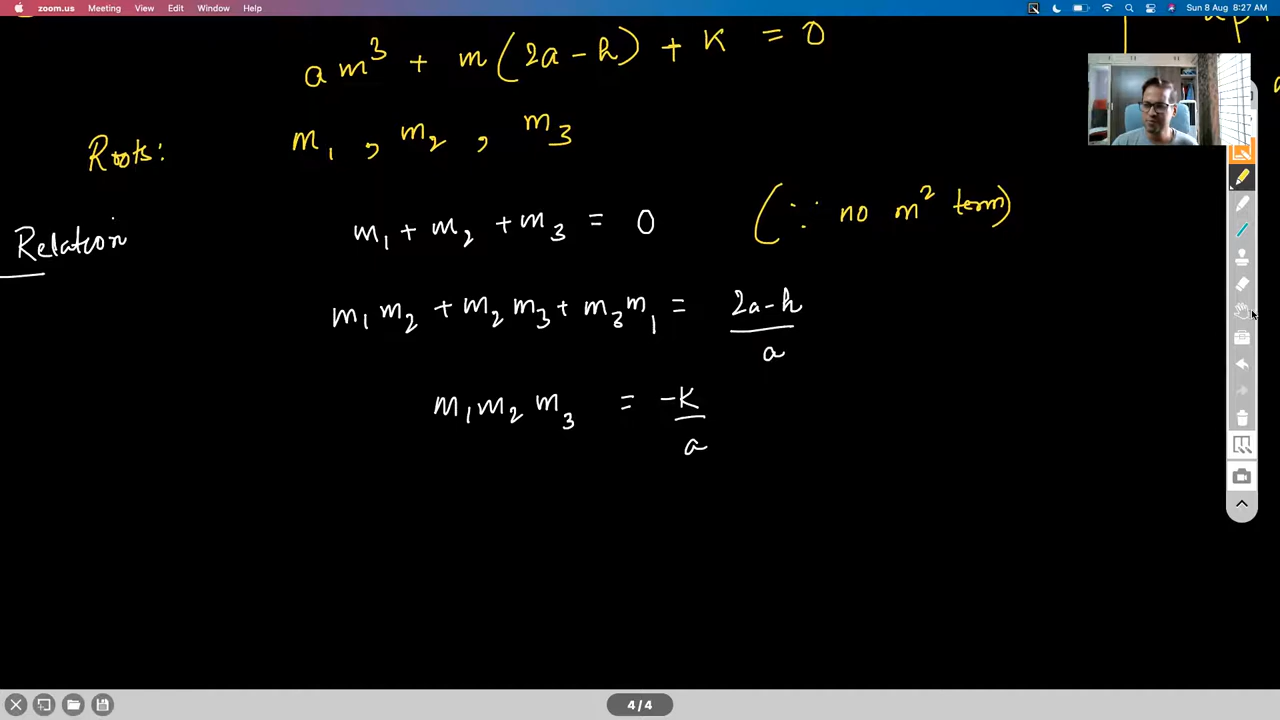 zoom.us Meeting View Edit Window Help Sun 8 Aug 8:27 AM
am³ + m(2a-h) + k = 0
Roots: m₁, m₂, m₃
Relation m₁ + m₂ + m₃ = 0 (∵ no m² term)
m₁m₂ + m₂m₃ + m₃m₁ = (2a-h)/a
m₁m₂m₃ = -k/a
4/4